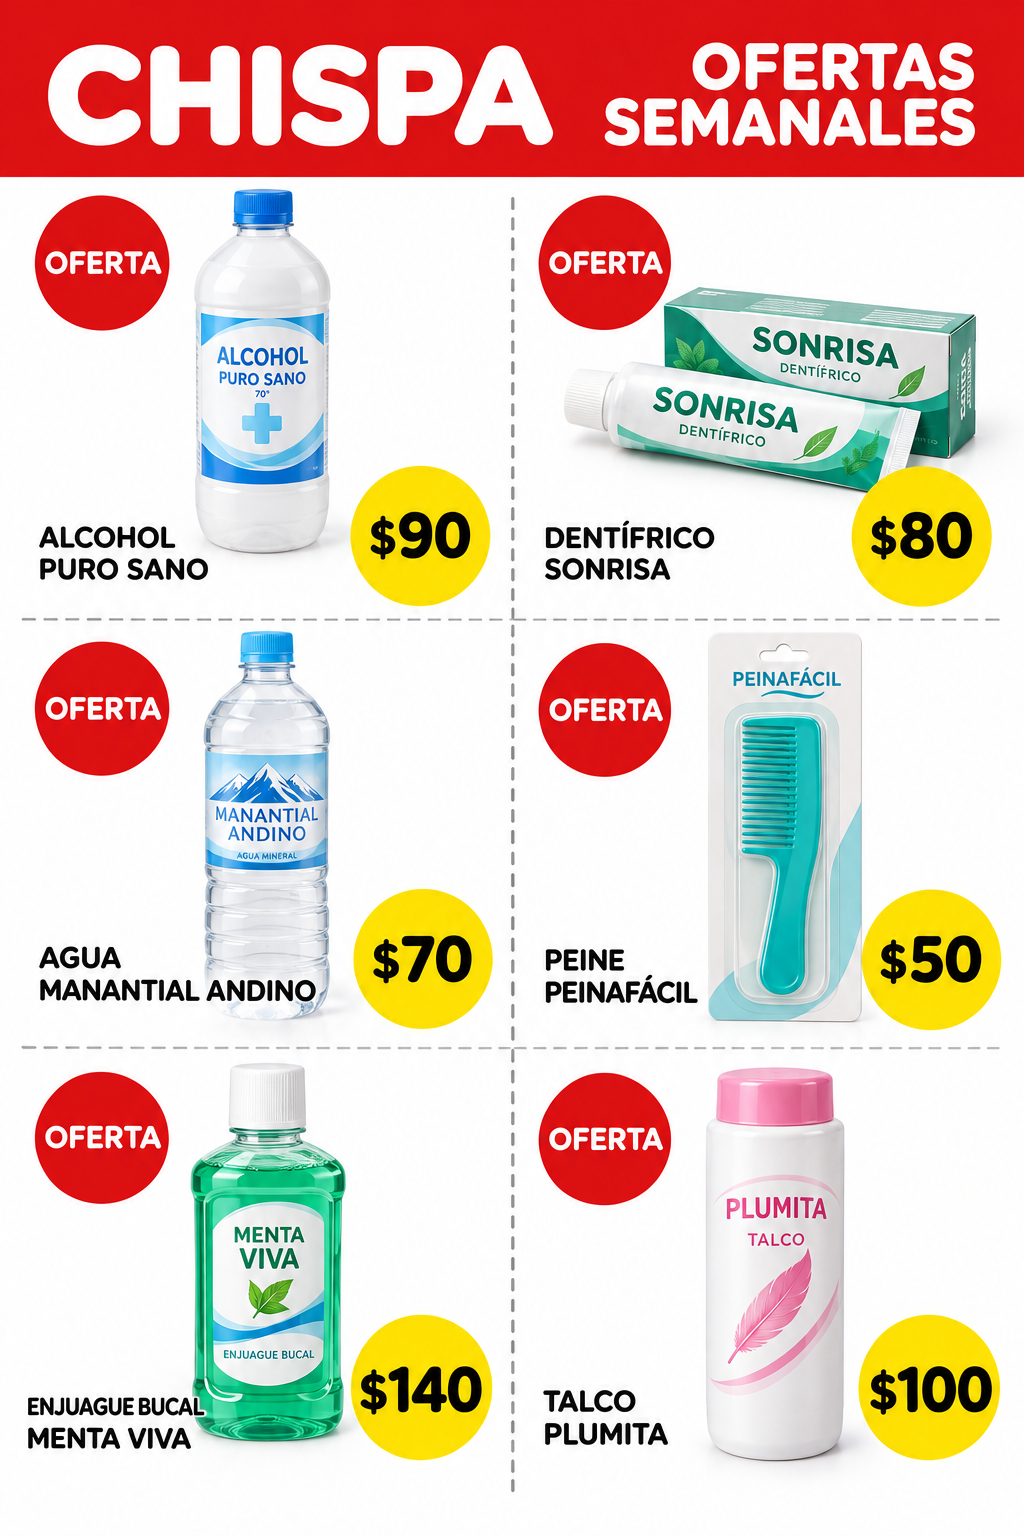 CHISPA
OFERTAS
SEMANALES
OFERTA
ALCOHOL
PURO SANO
70°
ALCOHOL
PURO SANO
$90
OFERTA
SONRISA
DENTÍFRICO
SONRISA
DENTÍFRICO
DENTÍFRICO
SONRISA
$80
OFERTA
MANANTIAL
ANDINO
AGUA MINERAL
AGUA
MANANTIAL ANDINO
$70
OFERTA
PEINAFÁCIL
PEINE
PEINAFÁCIL
$50
OFERTA
MENTA
VIVA
ENJUAGUE BUCAL
ENJUAGUE BUCAL
MENTA VIVA
$140
OFERTA
PLUMITA
TALCO
TALCO
PLUMITA
$100